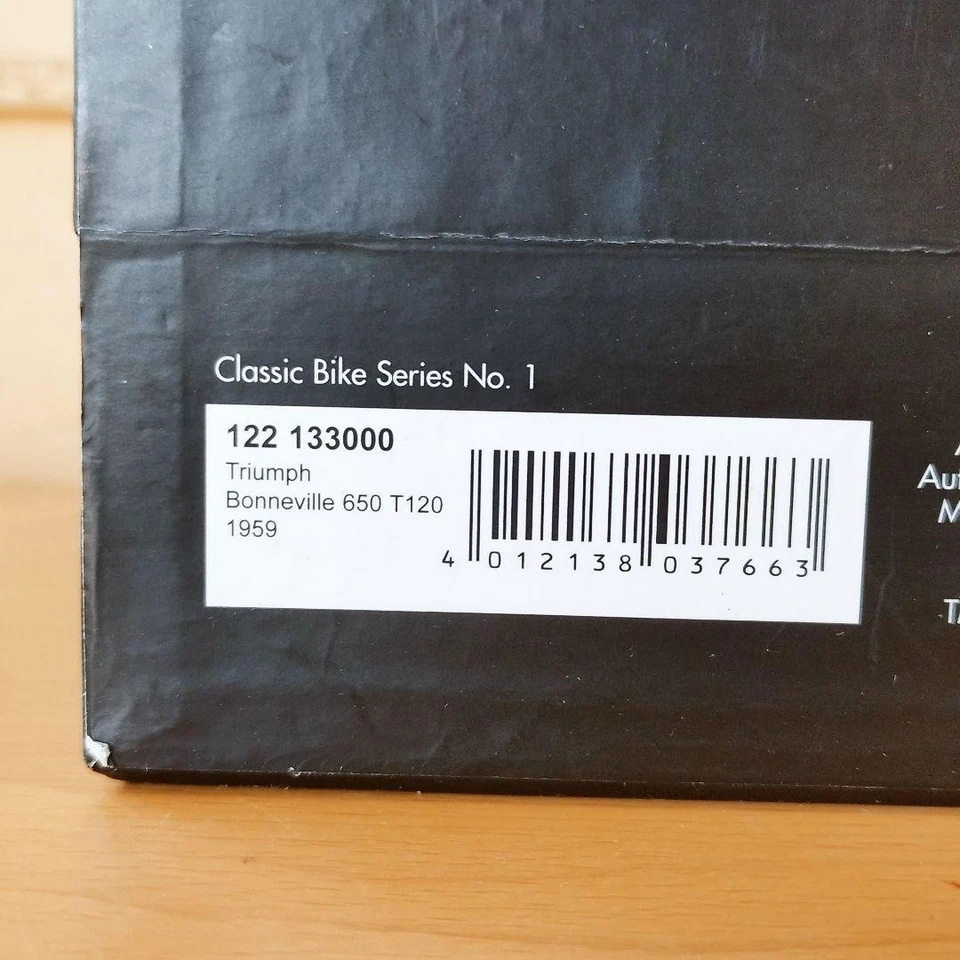 Classic Bike Series No. 1
122 133000
Triumph
Bonneville 650 T120
1959
4 012138 037663